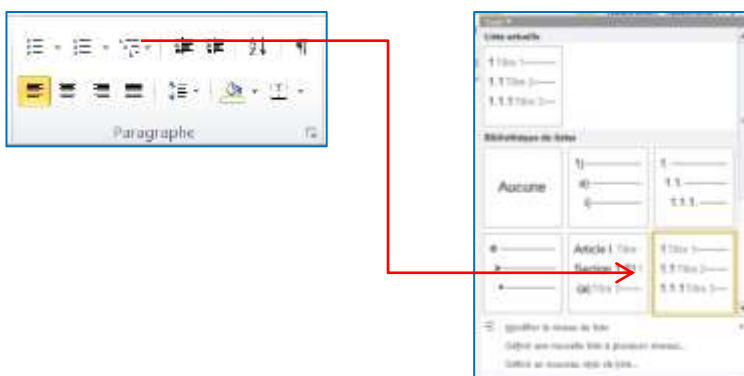 Paragraphe
Liste actuelle
1 Titre 1
1.1 Titre 2
1.1.1 Titre 3
Bibliothèque de listes
Aucune
1)
a)
i)
1.
1.1.
1.1.1.
Article I. Titre
Section 1.01
(a) Titre 3
1 Titre 1
1.1 Titre 2
1.1.1 Titre 3
Modifier le niveau de liste
Définir une nouvelle liste à plusieurs niveaux...
Définir un nouveau style de liste...